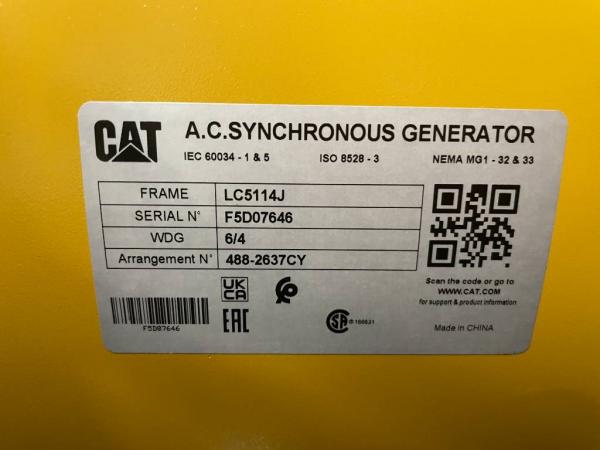 CAT A.C.SYNCHRONOUS GENERATOR
IEC 60034 - 1 & 5 ISO 8528 - 3 NEMA MG1 - 32 & 33
FRAME LC5114J
SERIAL N° F5D07646
WDG 6/4
Arrangement N° 488-2637CY
Scan the code or go to
WWW.CAT.COM
for support & product information
UK
CA
EAC
F5D07646
SA ® 166631
Made in CHINA